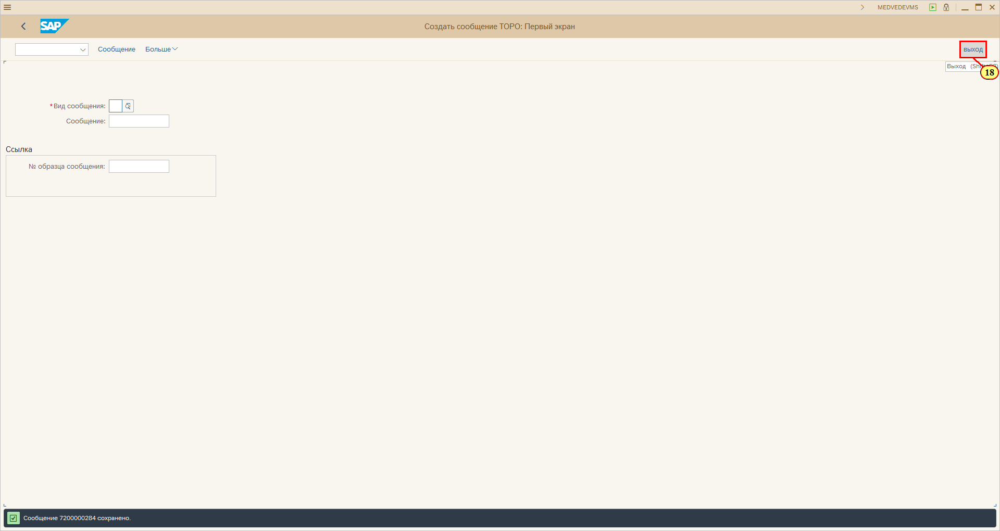 MEDVEDEVMS
SAP
Создать сообщение ТОРО: Первый экран
Сообщение
Больше
ВЫХОД
Выход
18
*Вид сообщения:
Сообщение:
Ссылка
№ образца сообщения:
Сообщение 7200000284 сохранено.